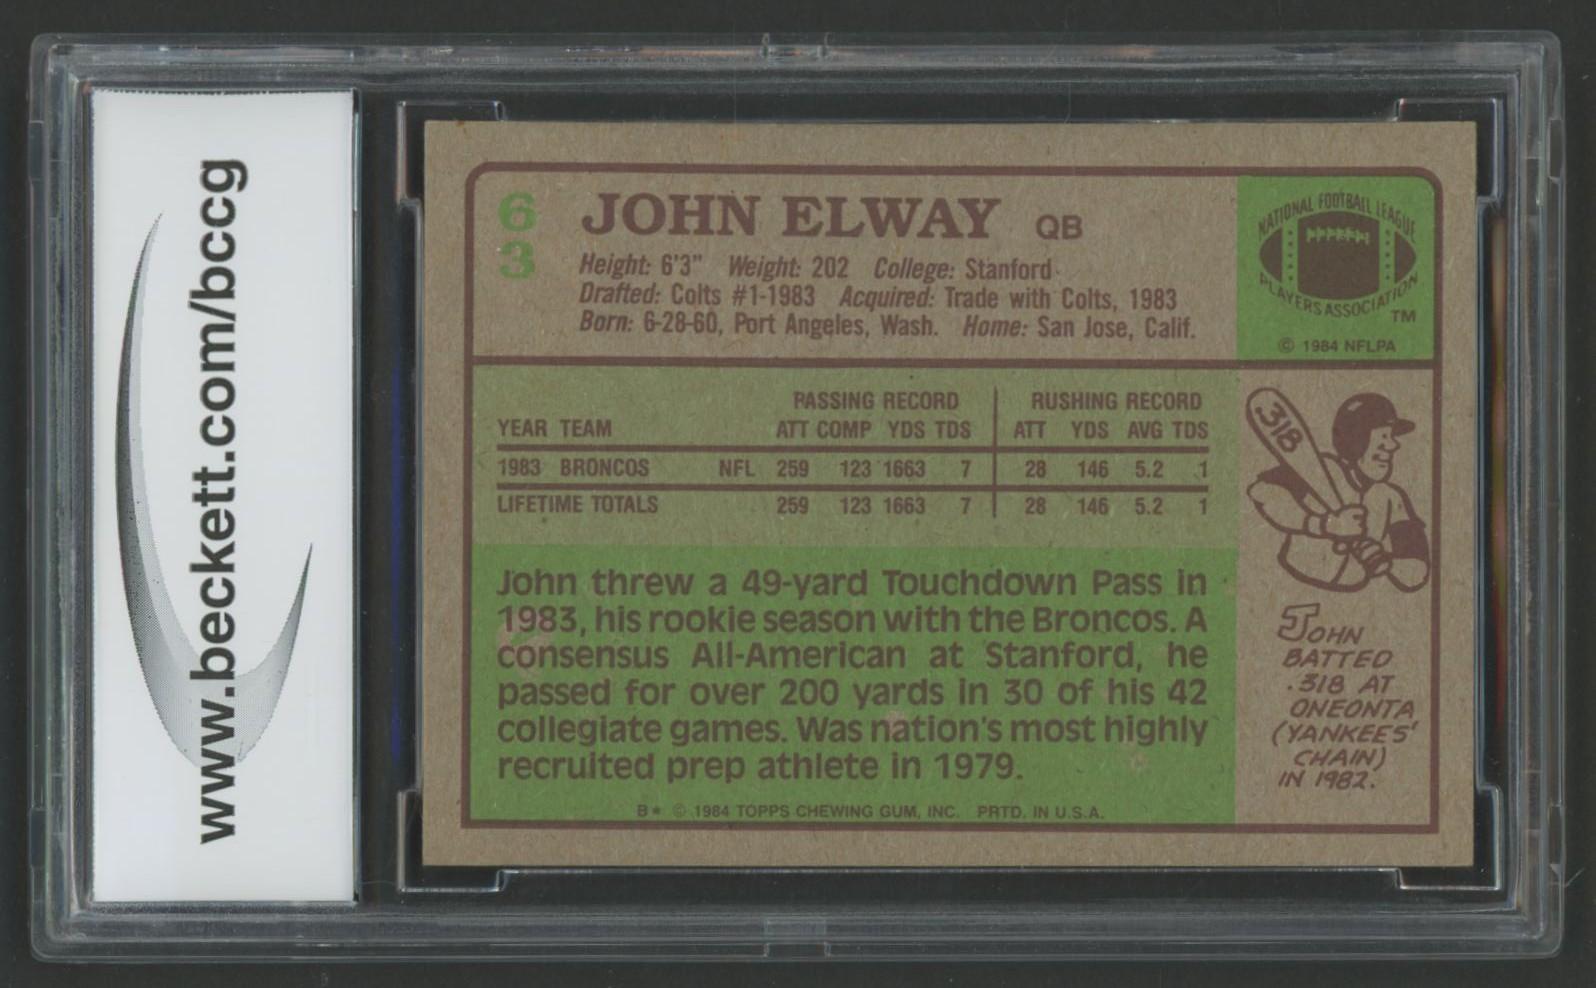 www.beckett.com/bccg
63
JOHN ELWAY QB
Height: 6'3" Weight: 202 College: Stanford
Drafted: Colts #1-1983 Acquired: Trade with Colts, 1983
Born: 6-28-60, Port Angeles, Wash. Home: San Jose, Calif.
NATIONAL FOOTBALL LEAGUE
PLAYERS ASSOCIATION
TM
© 1984 NFLPA
PASSING RECORD RUSHING RECORD
YEAR TEAM ATT COMP YDS TDS ATT YDS AVG TDS
1983 BRONCOS NFL 259 123 1663 7 28 146 5.2 1
LIFETIME TOTALS 259 123 1663 7 28 146 5.2 1
John threw a 49-yard Touchdown Pass in
1983, his rookie season with the Broncos. A
consensus All-American at Stanford, he
passed for over 200 yards in 30 of his 42
collegiate games. Was nation's most highly
recruited prep athlete in 1979.
.318
JOHN
BATTED
.318 AT
ONEONTA
(YANKEES'
CHAIN)
IN 1982.
B* © 1984 TOPPS CHEWING GUM, INC. PRTD. IN U.S.A.